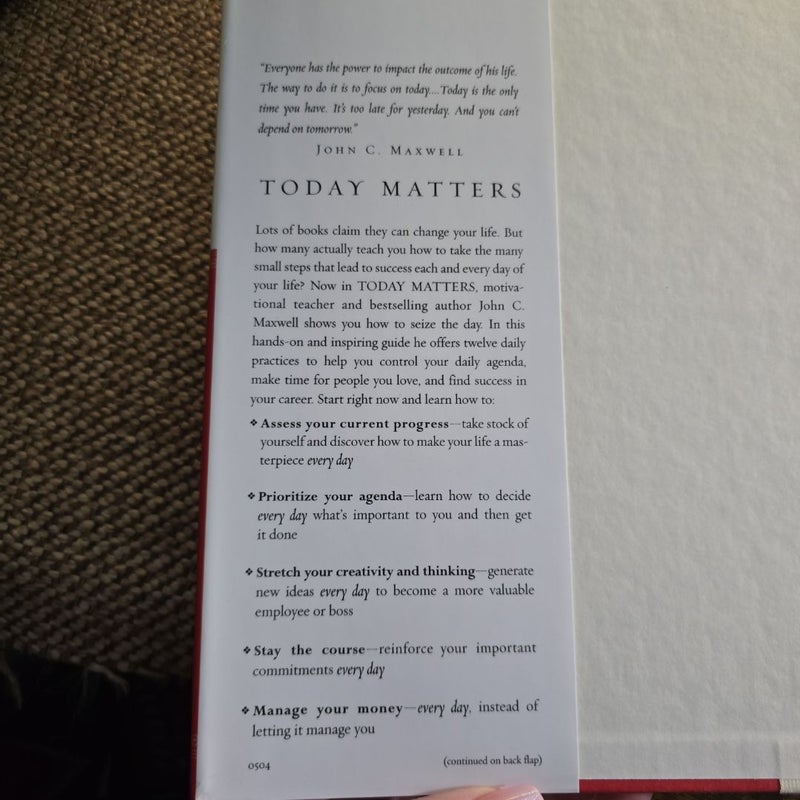 "Everyone has the power to impact the outcome of his life.
The way to do it is to focus on today.... Today is the only
time you have. It's too late for yesterday. And you can't
depend on tomorrow."
JOHN C. MAXWELL
TODAY MATTERS
Lots of books claim they can change your life. But
how many actually teach you how to take the many
small steps that lead to success each and every day of
your life? Now in TODAY MATTERS, motiva-
tional teacher and bestselling author John C.
Maxwell shows you how to seize the day. In this
hands-on and inspiring guide he offers twelve daily
practices to help you control your daily agenda,
make time for people you love, and find success in
your career. Start right now and learn how to:
❖ Assess your current progress—take stock of
yourself and discover how to make your life a mas-
terpiece every day
❖ Prioritize your agenda—learn how to decide
every day what's important to you and then get
it done
❖ Stretch your creativity and thinking—generate
new ideas every day to become a more valuable
employee or boss
❖ Stay the course—reinforce your important
commitments every day
❖ Manage your money—every day, instead of
letting it manage you
0504
(continued on back flap)